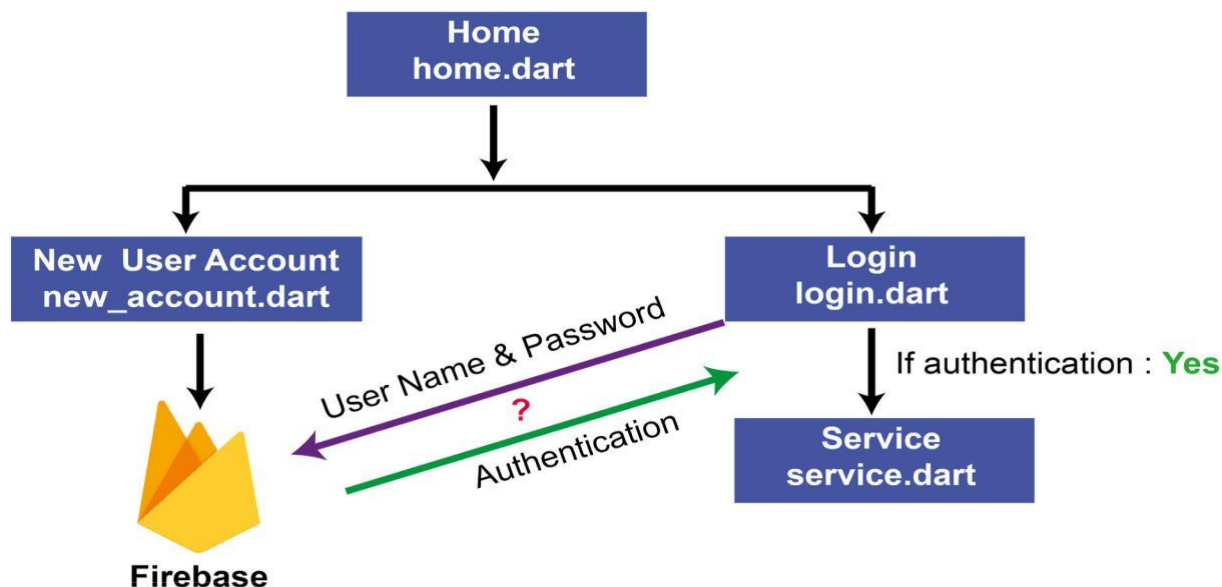 Home
home.dart
New User Account
new_account.dart
Login
login.dart
User Name & Password
?
Authentication
If authentication : Yes
Service
service.dart
Firebase